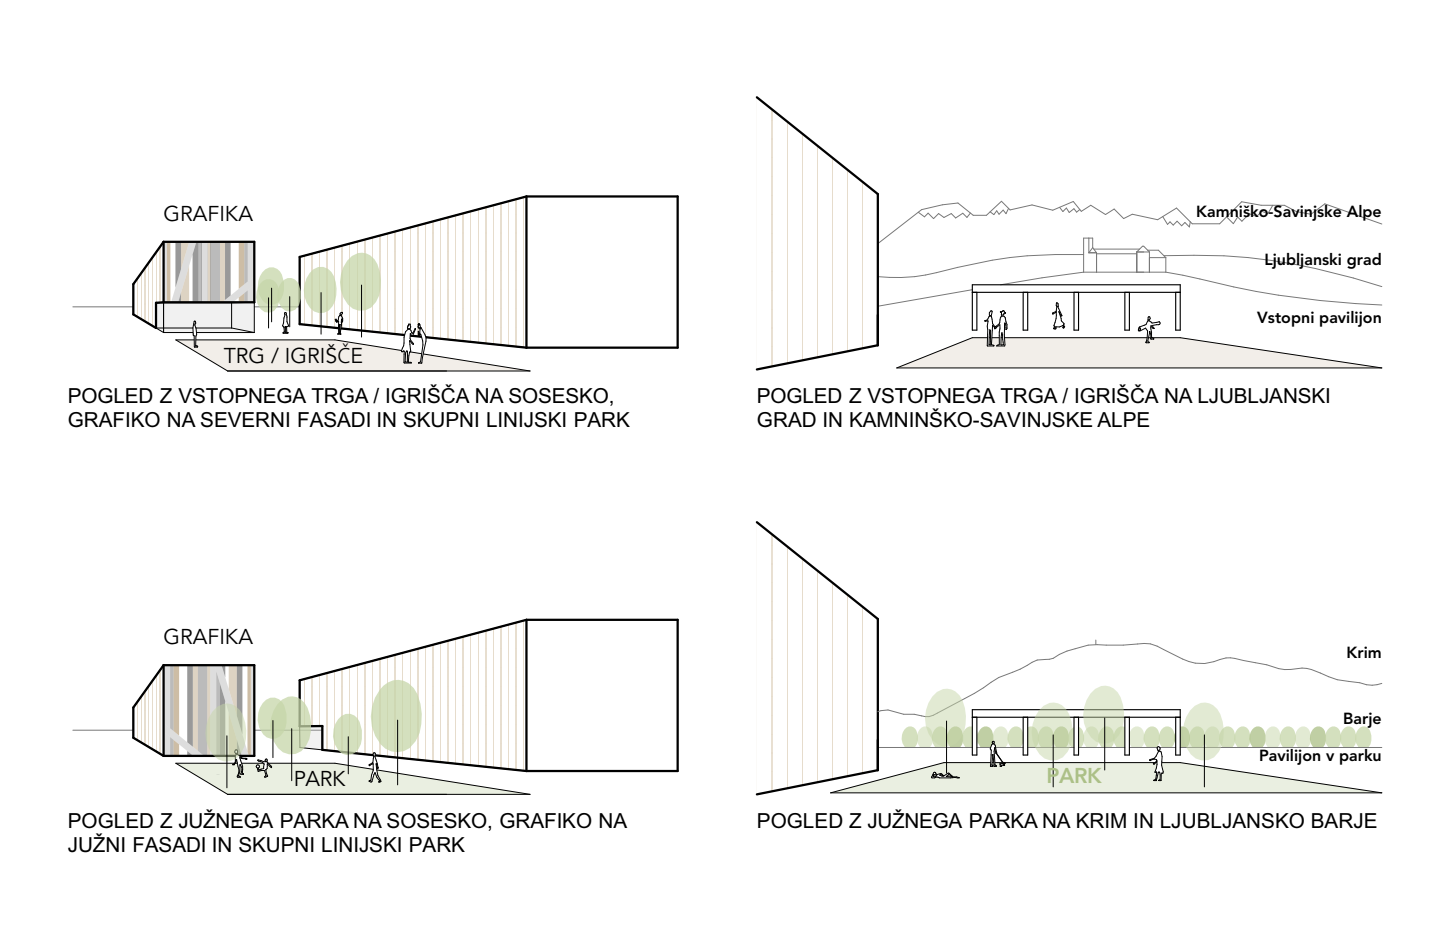 GRAFIKA
TRG / IGRIŠČE
POGLED Z VSTOPNEGA TRGA / IGRIŠČA NA SOSESKO,
GRAFIKO NA SEVERNI FASADI IN SKUPNI LINIJSKI PARK
Kamniško-Savinjske Alpe
Ljubljanski grad
Vstopni pavilijon
POGLED Z VSTOPNEGA TRGA / IGRIŠČA NA LJUBLJANSKI
GRAD IN KAMNINŠKO-SAVINJSKE ALPE
GRAFIKA
PARK
POGLED Z JUŽNEGA PARKA NA SOSESKO, GRAFIKO NA
JUŽNI FASADI IN SKUPNI LINIJSKI PARK
Krim
Barje
Pavilijon v parku
PARK
POGLED Z JUŽNEGA PARKA NA KRIM IN LJUBLJANSKO BARJE